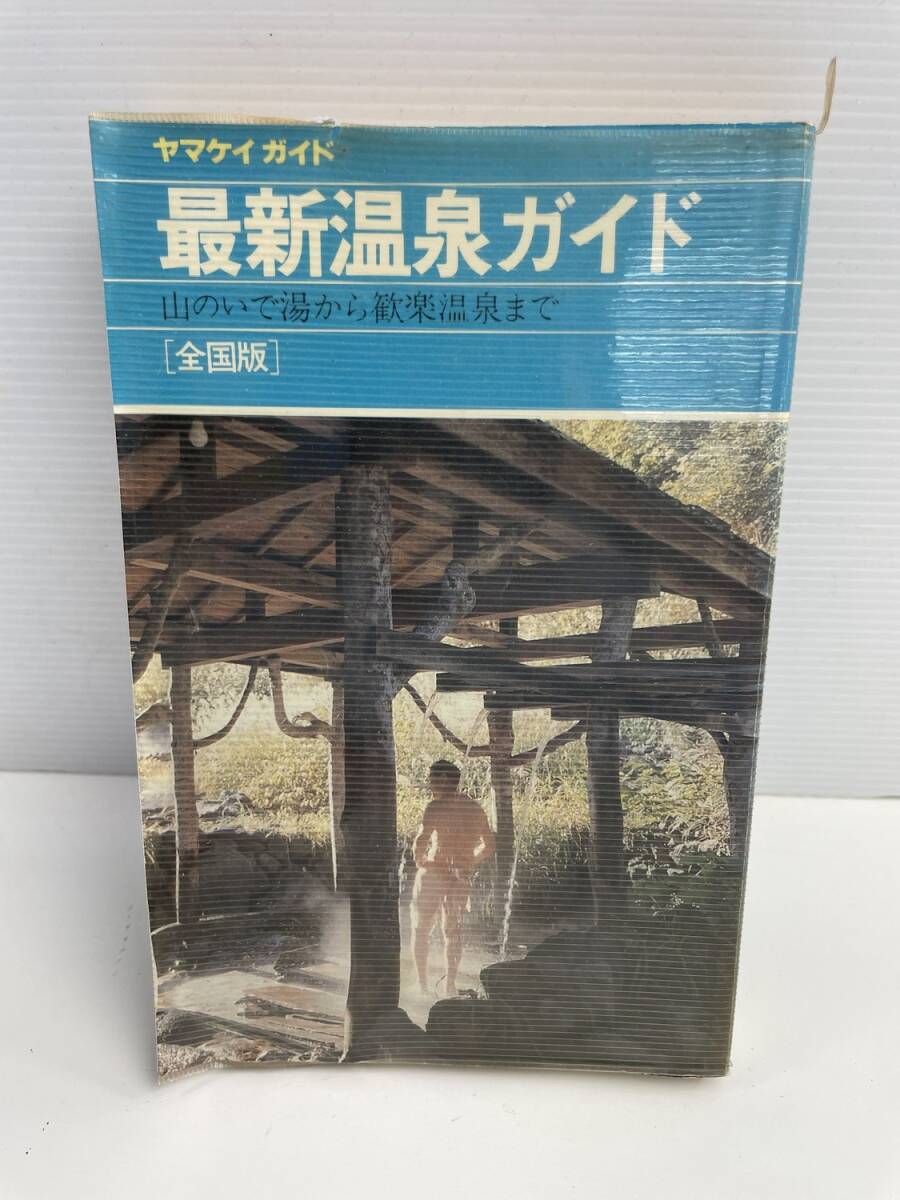 ヤマケイ ガイド
最新温泉ガイド
山のいで湯から歓楽温泉まで
［全国版］